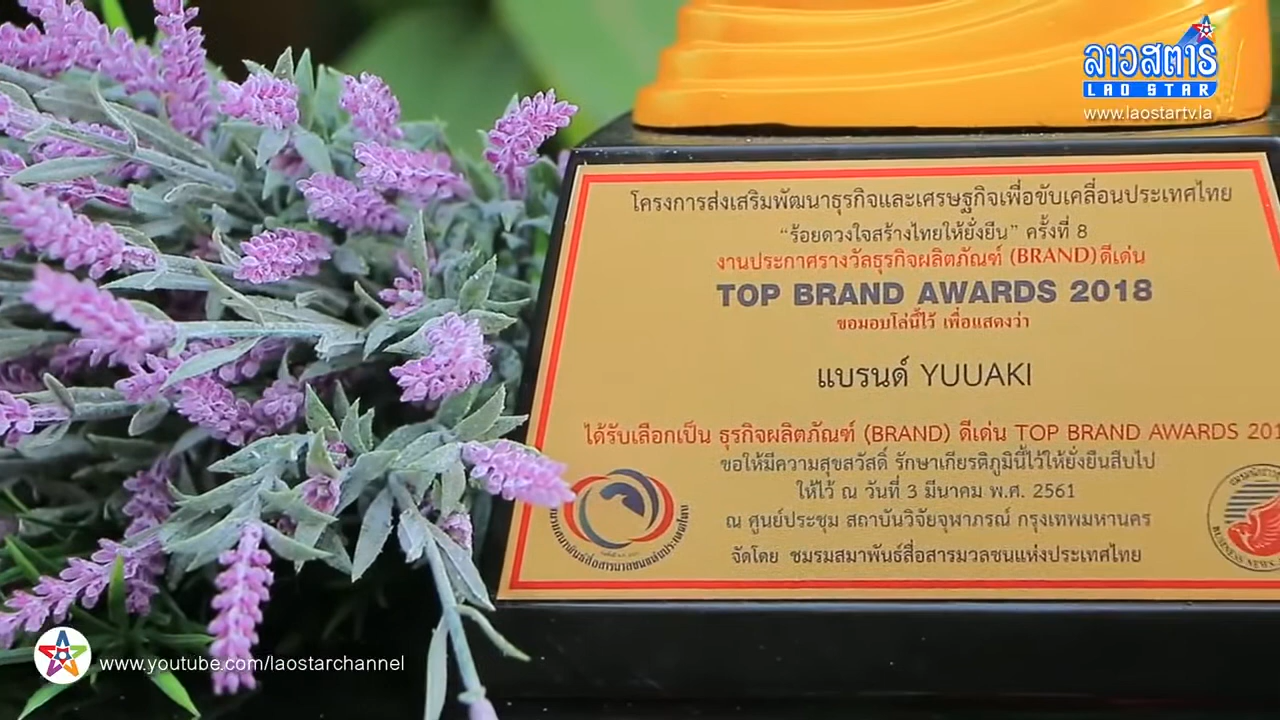 ລາວສຕາຣ໌
LAO STAR
www.laostartv.la
โครงการส่งเสริมพัฒนาธุรกิจและเศรษฐกิจเพื่อขับเคลื่อนประเทศไทย
“ร้อยดวงใจสร้างไทยให้ยั่งยืน” ครั้งที่ 8
งานประกาศรางวัลธุรกิจผลิตภัณฑ์ (BRAND) ดีเด่น
TOP BRAND AWARDS 2018
ขอมอบโล่นี้ไว้ เพื่อแสดงว่า
แบรนด์ YUUAKI
ได้รับเลือกเป็น ธุรกิจผลิตภัณฑ์ (BRAND) ดีเด่น TOP BRAND AWARDS 201
ขอให้มีความสุขสวัสดิ์ รักษาเกียรติภูมินี้ไว้ให้ยั่งยืนสืบไป
ให้ไว้ ณ วันที่ 3 มีนาคม พ.ศ. 2561
ณ ศูนย์ประชุม สถาบันวิจัยจุฬาภรณ์ กรุงเทพมหานคร
จัดโดย ชมรมสมาพันธ์สื่อสารมวลชนแห่งประเทศไทย
BUSINESS NEWS
www.youtube.com/laostarchannel